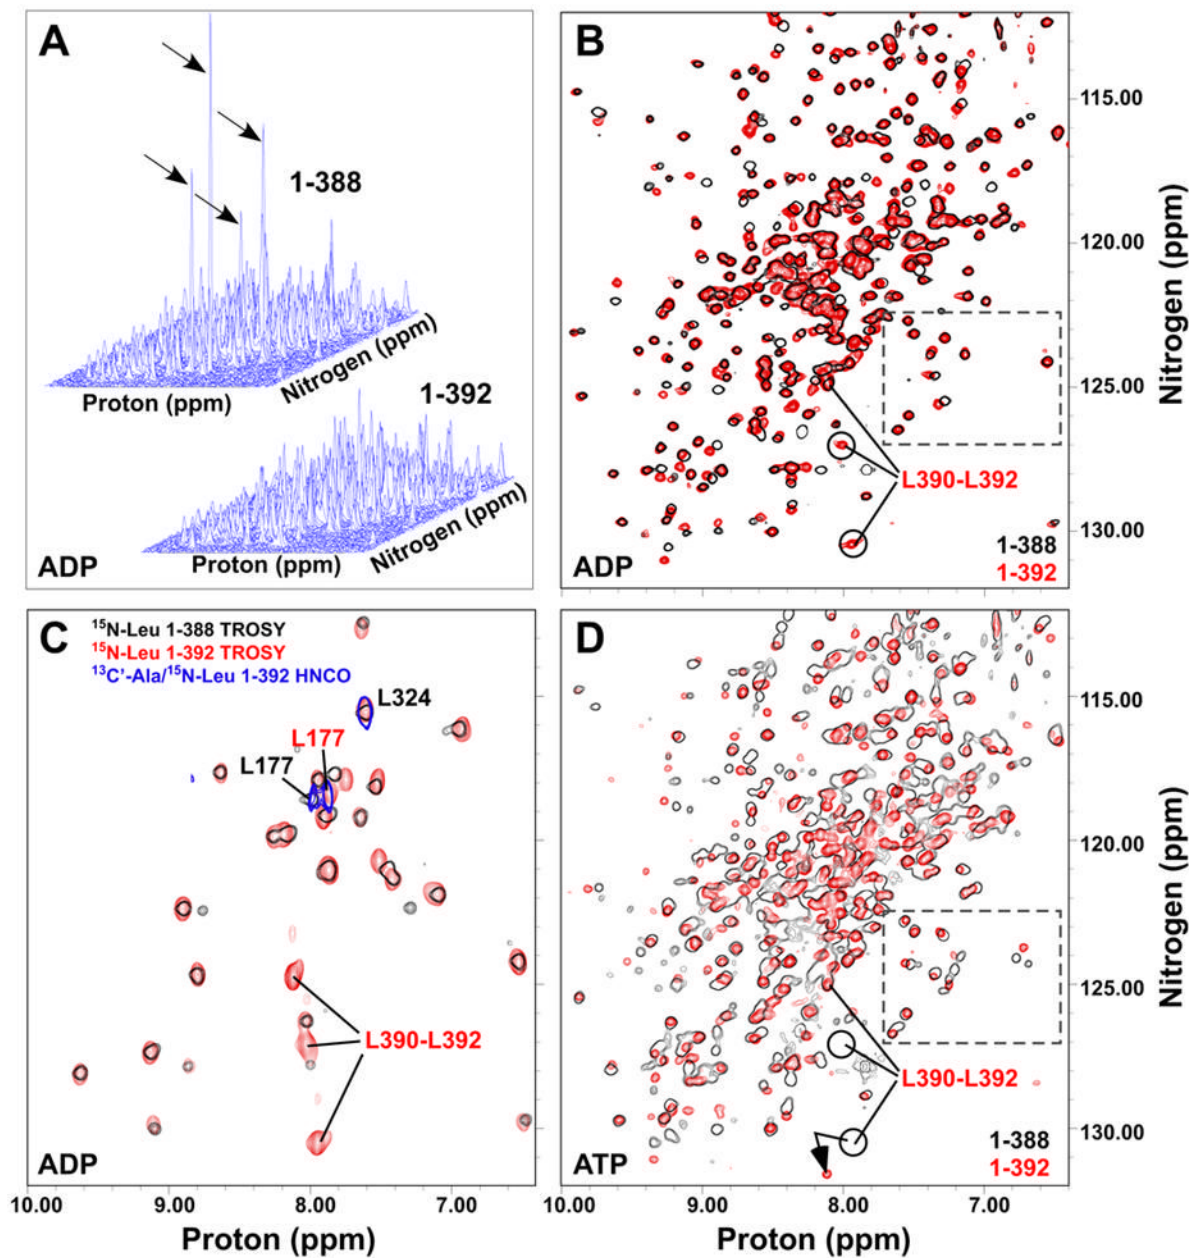 A
1-388
Nitrogen (ppm)
Proton (ppm)
1-392
Nitrogen (ppm)
Proton (ppm)
ADP
B
115.00
120.00
125.00
130.00
Nitrogen (ppm)
L390-L392
1-388
1-392
ADP
C
¹⁵N-Leu 1-388 TROSY
¹⁵N-Leu 1-392 TROSY
¹³C'-Ala/¹⁵N-Leu 1-392 HNCO
L324
L177
L177
L390-L392
ADP
10.00
9.00
8.00
7.00
Proton (ppm)
D
115.00
120.00
125.00
130.00
Nitrogen (ppm)
L390-L392
1-388
1-392
ATP
9.00
8.00
7.00
Proton (ppm)